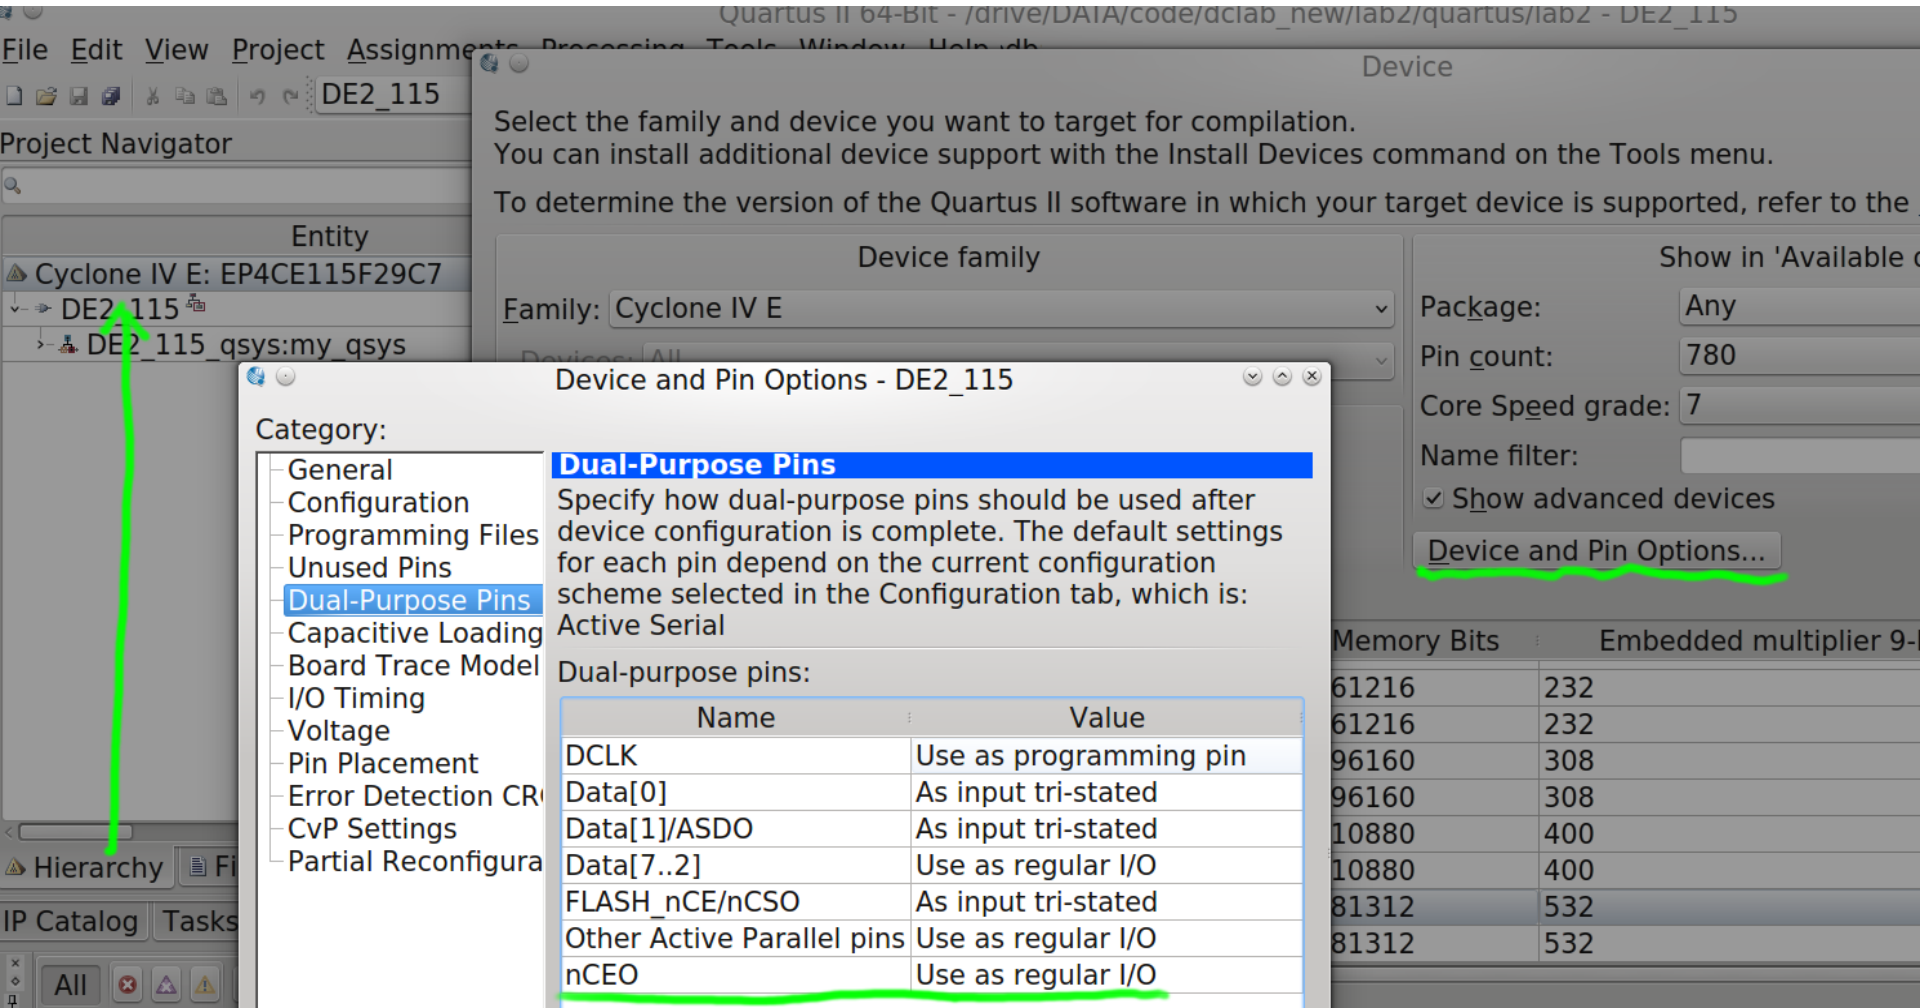 Quartus II 64-Bit - /drive/DATA/code/dclab_new/lab2/quartus/lab2 - DE2_115
File Edit View Project Assignments Processing Tools Window Help
DE2_115
Project Navigator
Entity
Cyclone IV E: EP4CE115F29C7
DE2_115
DE2_115_qsys:my_qsys
Hierarchy
Fi
IP Catalog Tasks
All
Device
Select the family and device you want to target for compilation.
You can install additional device support with the Install Devices command on the Tools menu.
To determine the version of the Quartus II software in which your target device is supported, refer to the
Device family
Family: Cyclone IV E
Devices: All
Show in 'Available
Package: Any
Pin count: 780
Core Speed grade: 7
Name filter:
Show advanced devices
Device and Pin Options...
Memory Bits Embedded multiplier 9-
61216 232
61216 232
96160 308
96160 308
10880 400
10880 400
81312 532
81312 532
Device and Pin Options - DE2_115
Category:
General
Configuration
Programming Files
Unused Pins
Dual-Purpose Pins
Capacitive Loading
Board Trace Model
I/O Timing
Voltage
Pin Placement
Error Detection CR
CvP Settings
Partial Reconfigura
Dual-Purpose Pins
Specify how dual-purpose pins should be used after
device configuration is complete. The default settings
for each pin depend on the current configuration
scheme selected in the Configuration tab, which is:
Active Serial
Dual-purpose pins:
Name Value
DCLK Use as programming pin
Data[0] As input tri-stated
Data[1]/ASDO As input tri-stated
Data[7..2] Use as regular I/O
FLASH_nCE/nCSO As input tri-stated
Other Active Parallel pins Use as regular I/O
nCEO Use as regular I/O